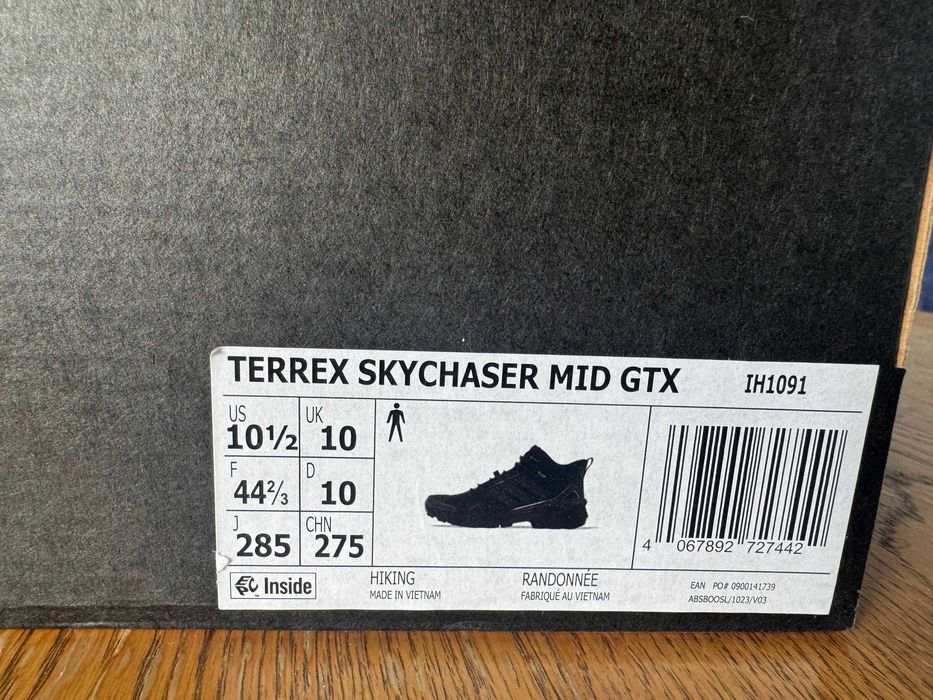 TERREX SKYCHASER MID GTX IH1091
US UK
10½ 10
F D
44⅔ 10
J CHN
285 275
4 067892 727442
Inside
HIKING RANDONNÉE
MADE IN VIETNAM FABRIQUÉ AU VIETNAM
EAN PO# 0900141739
ABSBOOSL/1023/V03